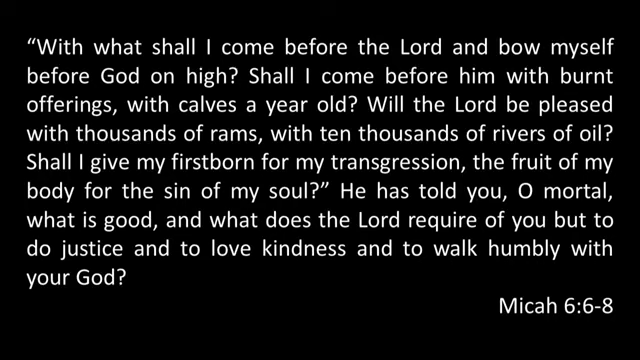 “With what shall I come before the Lord and bow myself
before God on high? Shall I come before him with burnt
offerings, with calves a year old? Will the Lord be pleased
with thousands of rams, with ten thousands of rivers of oil?
Shall I give my firstborn for my transgression, the fruit of my
body for the sin of my soul?” He has told you, O mortal,
what is good, and what does the Lord require of you but to
do justice and to love kindness and to walk humbly with
your God?
Micah 6:6-8